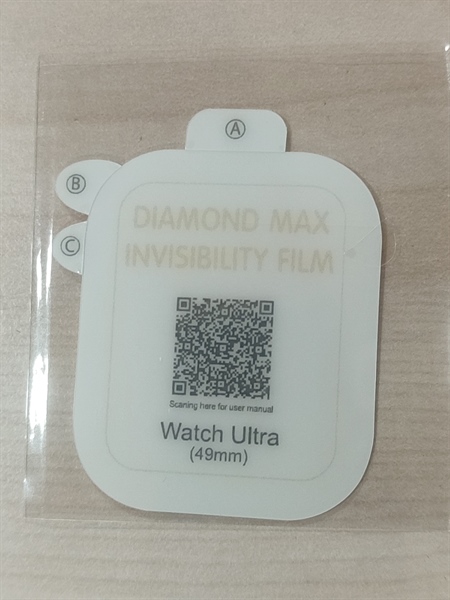 Ⓐ
Ⓑ
Ⓒ
DIAMOND MAX
INVISIBILITY FILM
Scaning here for user manual
Watch Ultra
(49mm)